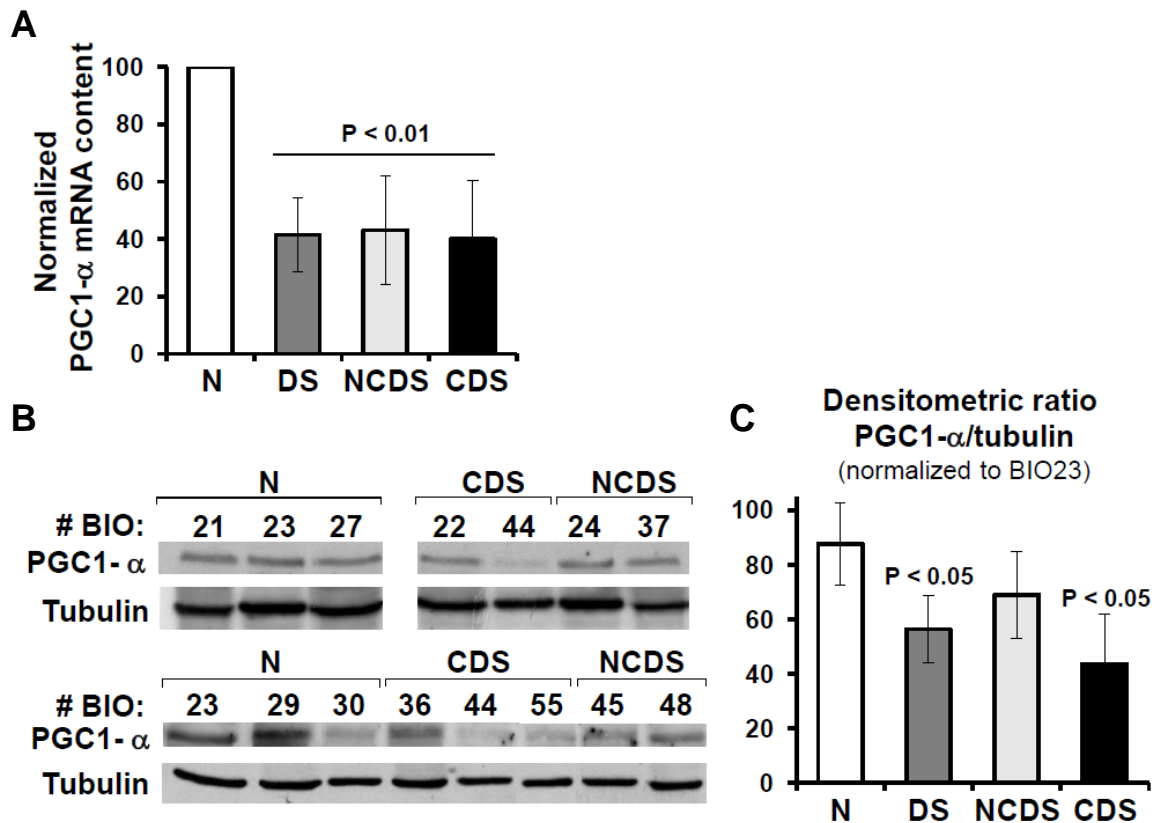 A
Normalized
PGC1-α mRNA content
100
80
60
40
20
0
P < 0.01
N DS NCDS CDS
B
N CDS NCDS
# BIO: 21 23 27 22 44 24 37
PGC1- α
Tubulin
N CDS NCDS
# BIO: 23 29 30 36 44 55 45 48
PGC1- α
Tubulin
C
Densitometric ratio
PGC1-α/tubulin
(normalized to BIO23)
100
80
60
40
20
0
P < 0.05
P < 0.05
N DS NCDS CDS